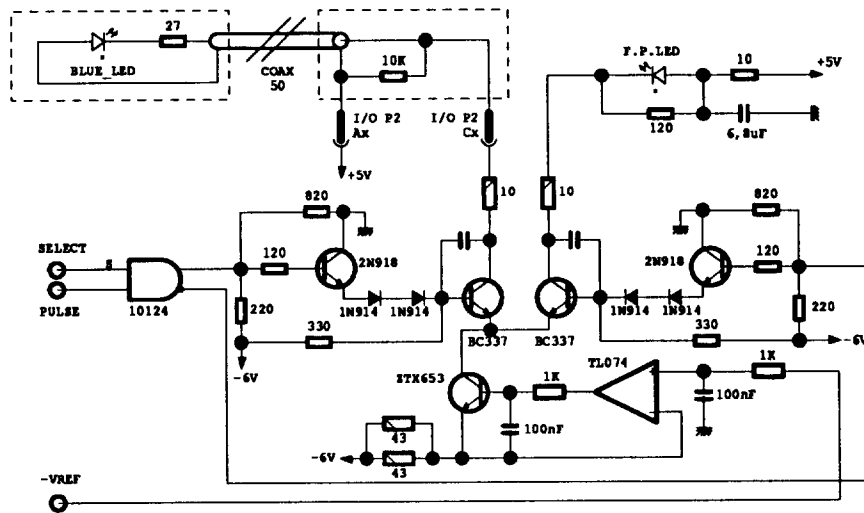 27
BLUE_LED
COAX
50
10K
F.P.LED
10
+5V
120
6,8uF
I/O P2
Ax
I/O P2
Cx
+5V
10
10
820
820
SELECT
8
120
2N918
2N918
120
PULSE
10124
220
1N914
1N914
1N914
1N914
220
330
BC337
BC337
330
-6V
-6V
ZTX653
1K
TL074
1K
100nF
100nF
43
-6V
43
-VREF